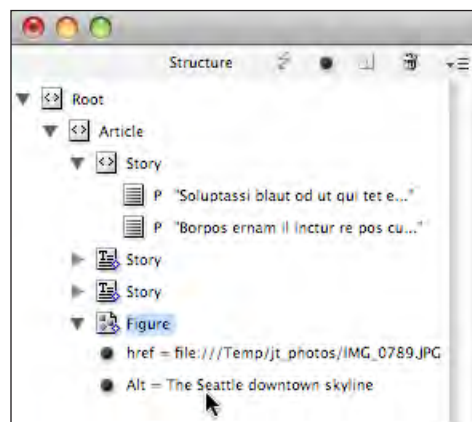 Structure
Root
Article
Story
P "Soluptassi blaut od ut qui tet e..."
P "Borpos ernam il inctur re pos cu..."
Story
Story
Figure
href = file:///Temp/jt_photos/IMG_0789.JPG
Alt = The Seattle downtown skyline